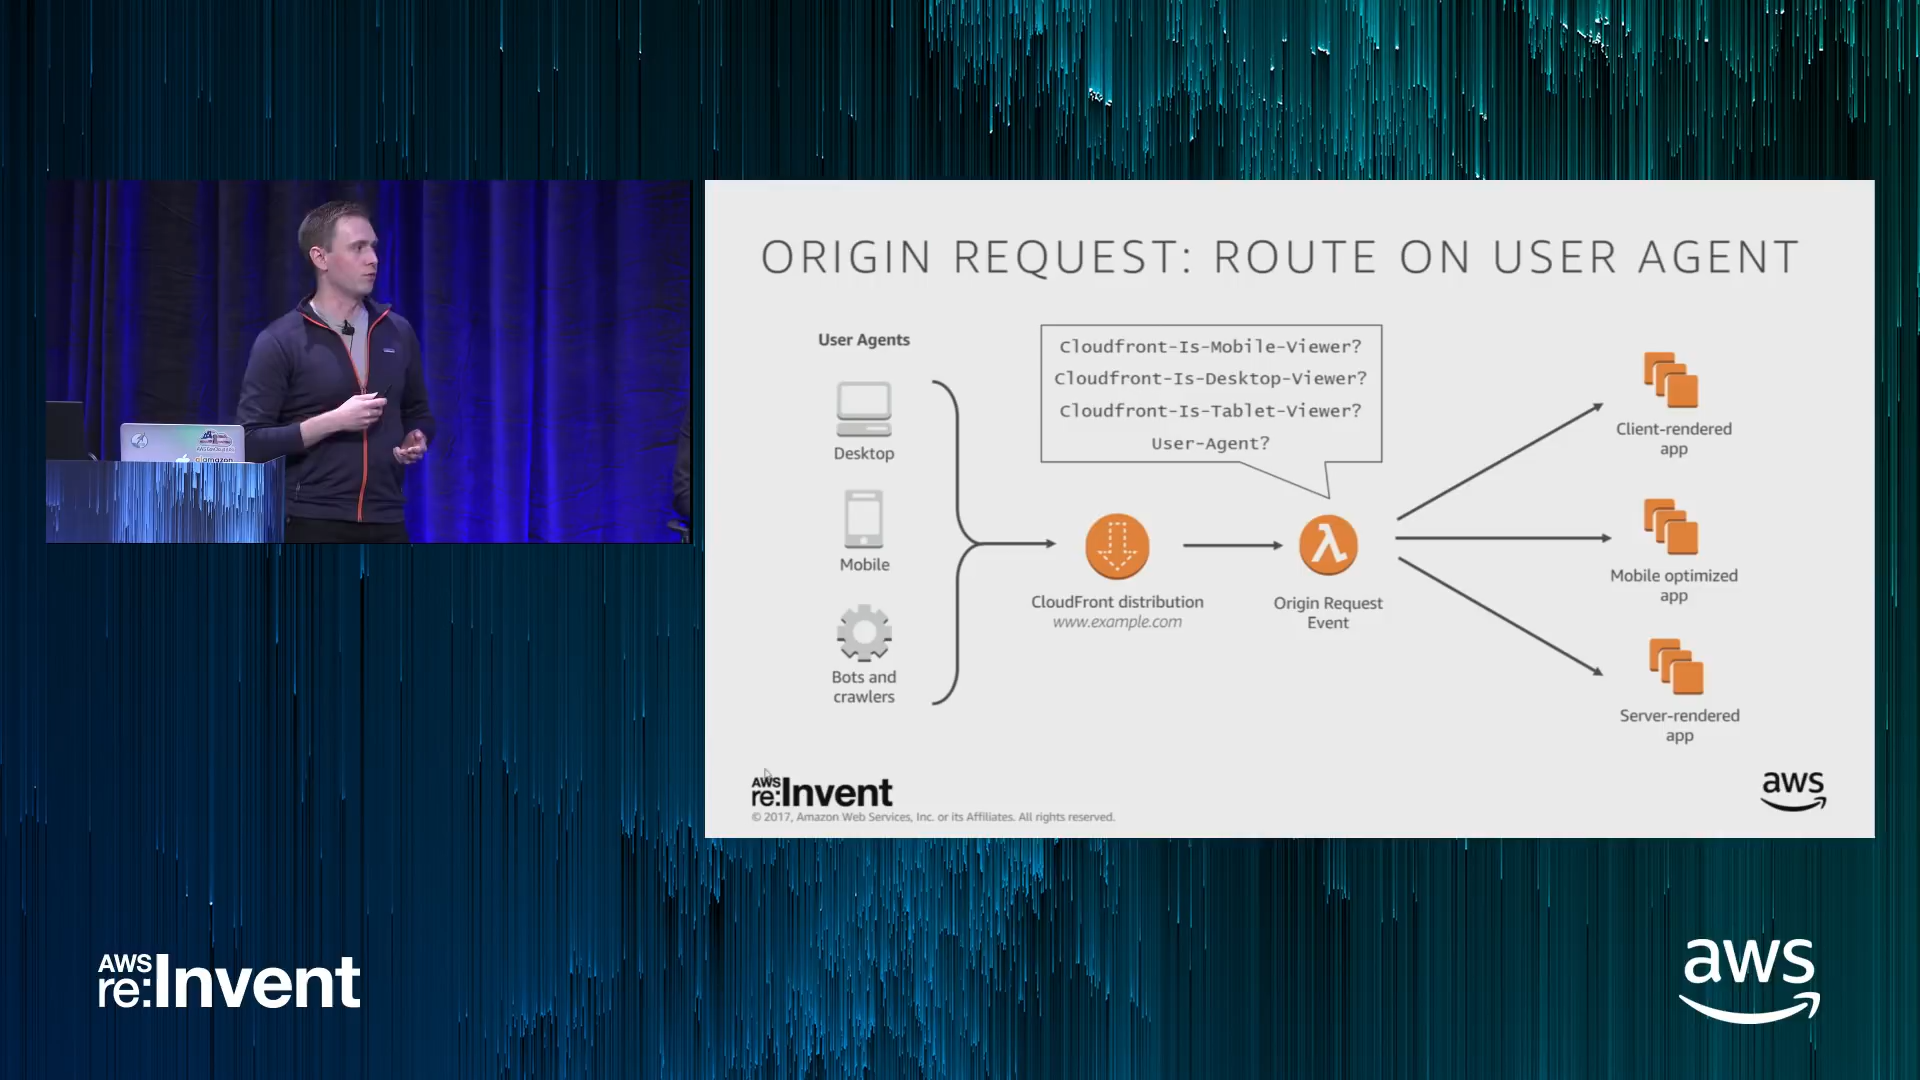 ORIGIN REQUEST: ROUTE ON USER AGENT
User Agents
Desktop
Mobile
Bots and
crawlers
Cloudfront-Is-Mobile-Viewer?
Cloudfront-Is-Desktop-Viewer?
Cloudfront-Is-Tablet-Viewer?
User-Agent?
CloudFront distribution
www.example.com
Origin Request
Event
Client-rendered
app
Mobile optimized
app
Server-rendered
app
AWS
re:Invent
© 2017, Amazon Web Services, Inc. or its Affiliates. All rights reserved.
aws
amazon
AWS
re:Invent
aws